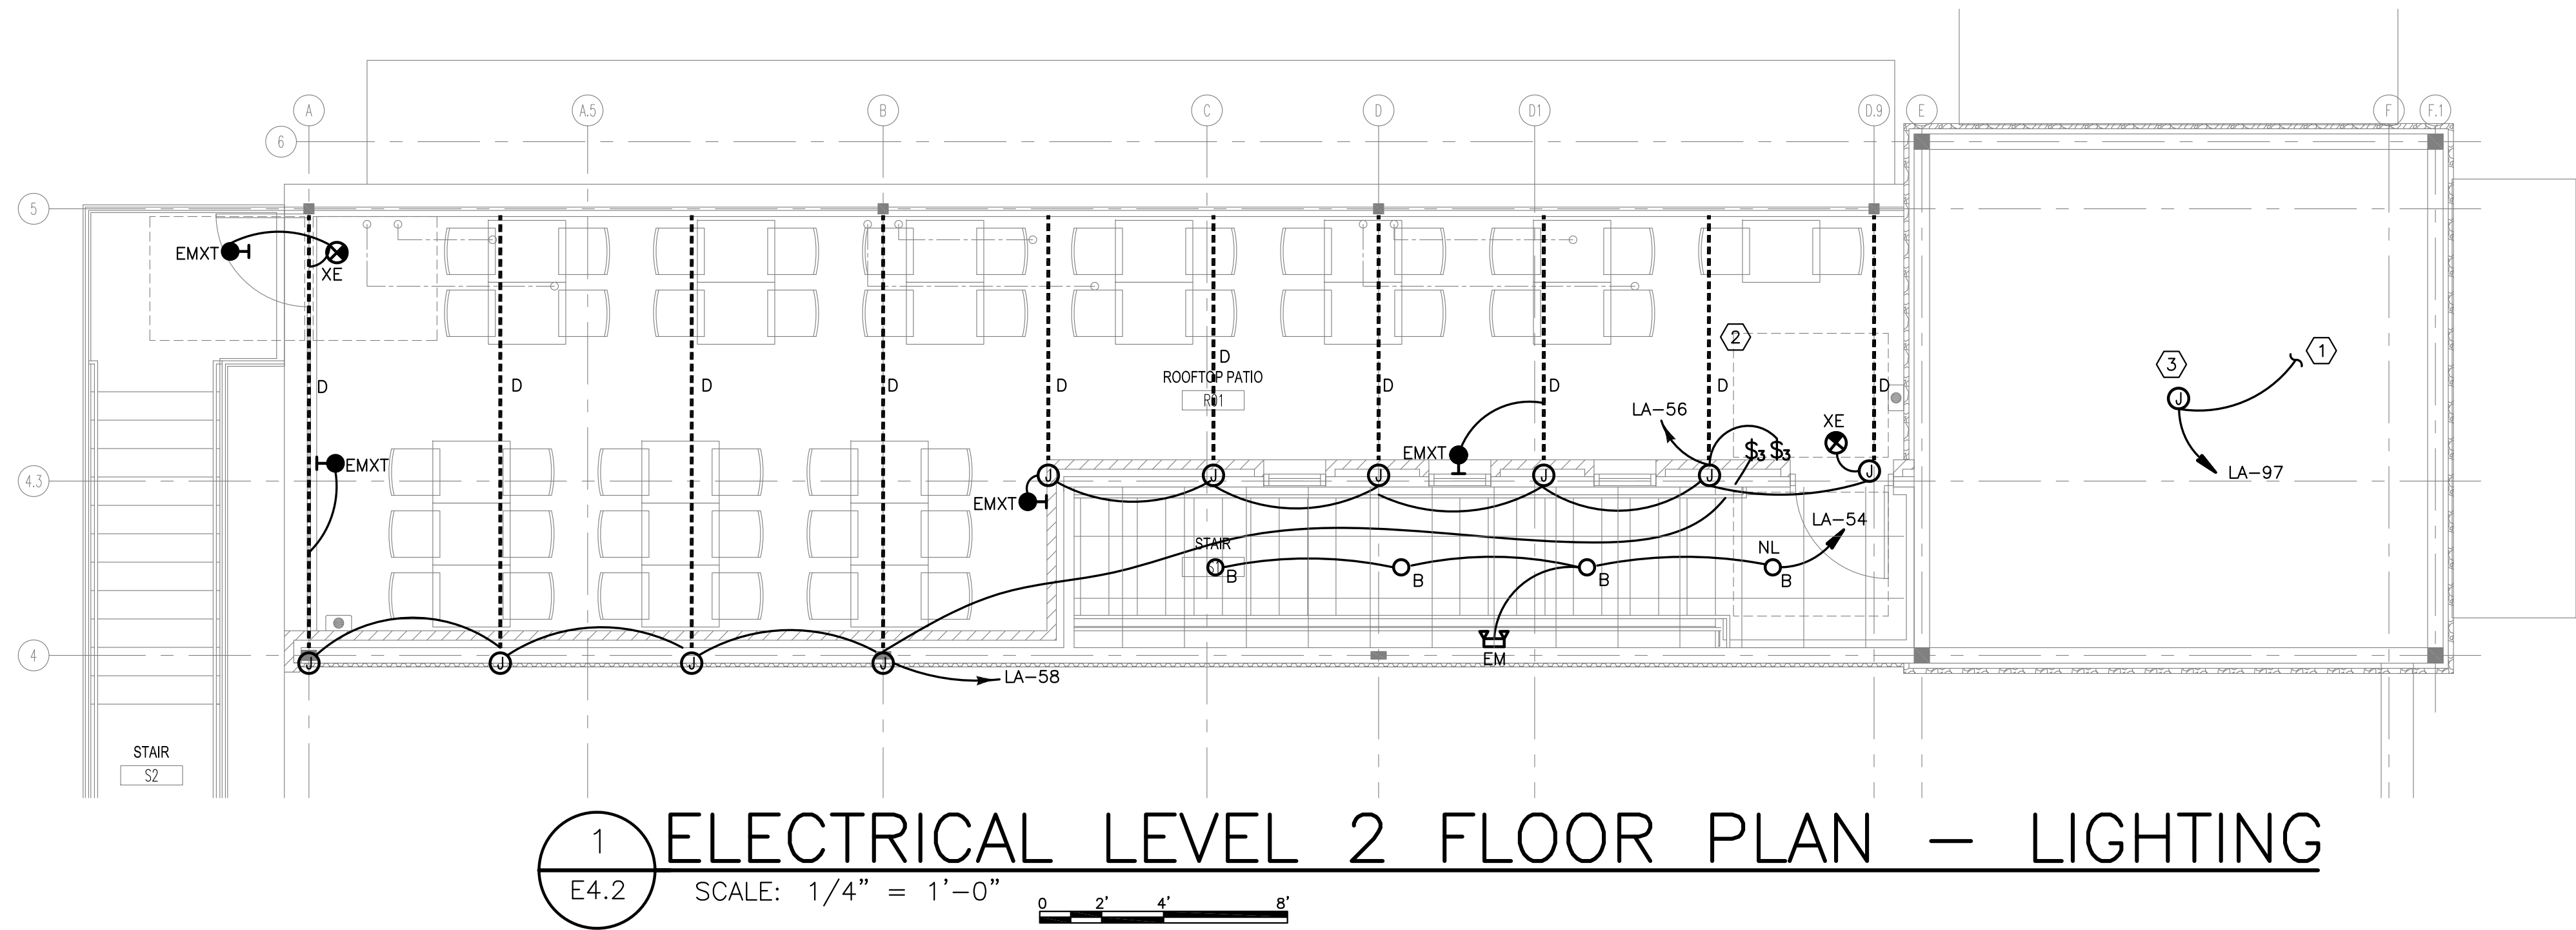 A A.5 B C D D1 D.9 E F F.1
6
5
EMXT
XE
2
1
3
D
ROOFTOP PATIO
R01
D D D D D D D D D
LA-56
XE
EMXT
$3 $3
EMXT
LA-97
4.3
J J J J J J
EMXT
J
LA-54
STAIR
S1
NL
B B B B
4
J J J J
EM
LA-58
STAIR
S2
1
E4.2
ELECTRICAL LEVEL 2 FLOOR PLAN - LIGHTING
SCALE: 1/4" = 1'-0"
0 2' 4' 8'